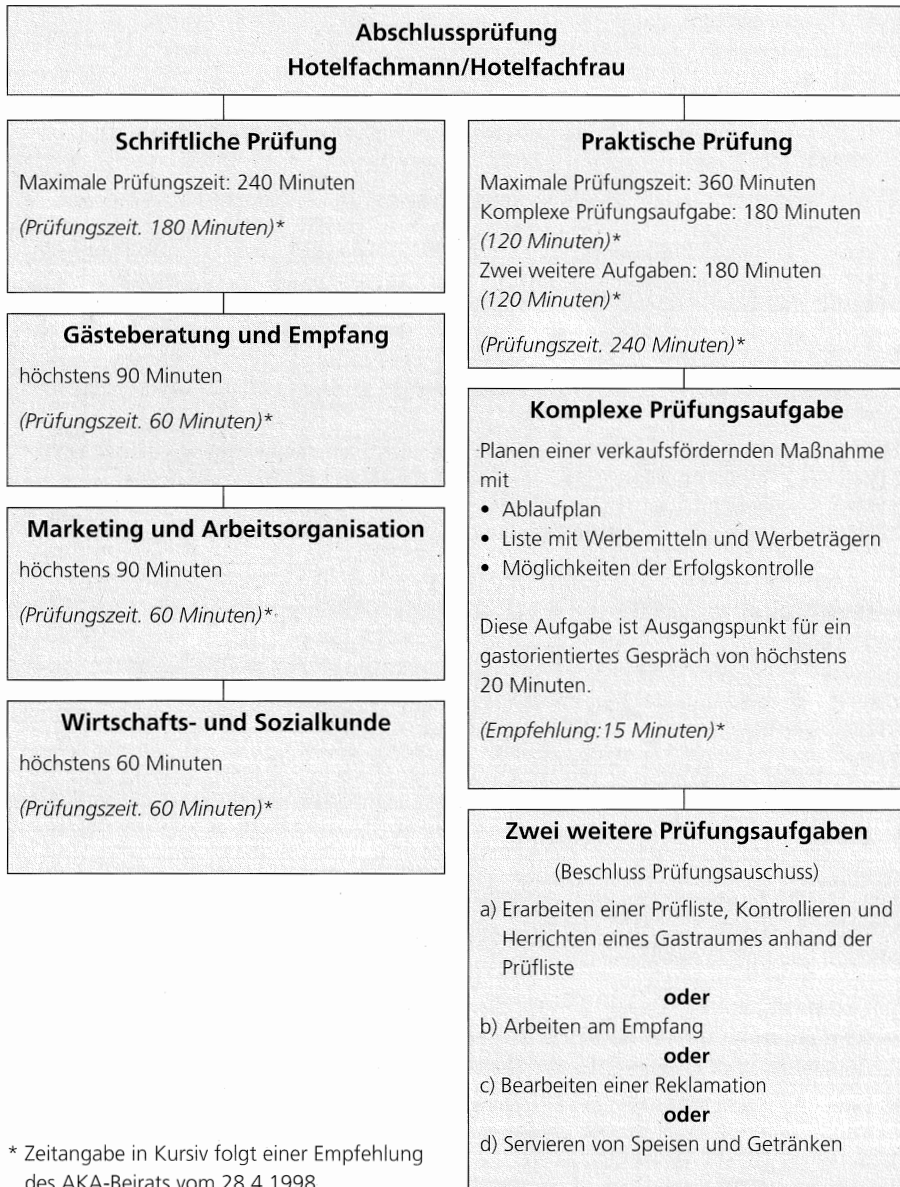 Abschlussprüfung
Hotelfachmann/Hotelfachfrau
Schriftliche Prüfung
Maximale Prüfungszeit: 240 Minuten
(Prüfungszeit. 180 Minuten)*
Gästeberatung und Empfang
höchstens 90 Minuten
(Prüfungszeit. 60 Minuten)*
Marketing und Arbeitsorganisation
höchstens 90 Minuten
(Prüfungszeit. 60 Minuten)*
Wirtschafts- und Sozialkunde
höchstens 60 Minuten
(Prüfungszeit. 60 Minuten)*
Praktische Prüfung
Maximale Prüfungszeit: 360 Minuten
Komplexe Prüfungsaufgabe: 180 Minuten
(120 Minuten)*
Zwei weitere Aufgaben: 180 Minuten
(120 Minuten)*
(Prüfungszeit. 240 Minuten)*
Komplexe Prüfungsaufgabe
Planen einer verkaufsfördernden Maßnahme
mit
• Ablaufplan
• Liste mit Werbemitteln und Werbeträgern
• Möglichkeiten der Erfolgskontrolle
Diese Aufgabe ist Ausgangspunkt für ein
gastorientiertes Gespräch von höchstens
20 Minuten.
(Empfehlung:15 Minuten)*
Zwei weitere Prüfungsaufgaben
(Beschluss Prüfungsauschuss)
a) Erarbeiten einer Prüfliste, Kontrollieren und
Herrichten eines Gastraumes anhand der
Prüfliste
oder
b) Arbeiten am Empfang
oder
c) Bearbeiten einer Reklamation
oder
d) Servieren von Speisen und Getränken
* Zeitangabe in Kursiv folgt einer Empfehlung
des AKA-Beirats vom 28.4.1998